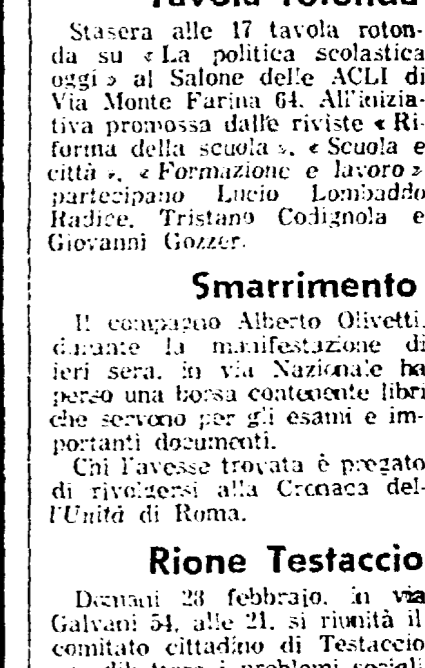 Tavola rotonda
Stasera alle 17 tavola roton-
da su « La politica scolastica
oggi » al Salone delle ACLI di
Via Monte Farina 64. All'inizia-
tiva promossa dalle riviste « Ri-
forma della scuola », « Scuola e
città », « Formazione e lavoro »
partecipano Lucio Lombaddo
Radice, Tristano Codignola e
Giovanni Gozzer.
Smarrimento
Il compagno Alberto Olivetti,
durante la manifestazione di
ieri sera, in via Nazionale ha
perso una borsa contenente libri
che servono per gli esami e im-
portanti documenti.
Chi l'avesse trovata è pregato
di rivolgersi alla Cronaca del-
l'Unità di Roma.
Rione Testaccio
Domani 28 febbraio, in via
Galvani 54, alle 21, si riunità il
comitato cittadino di Testaccio
i problemi sociali